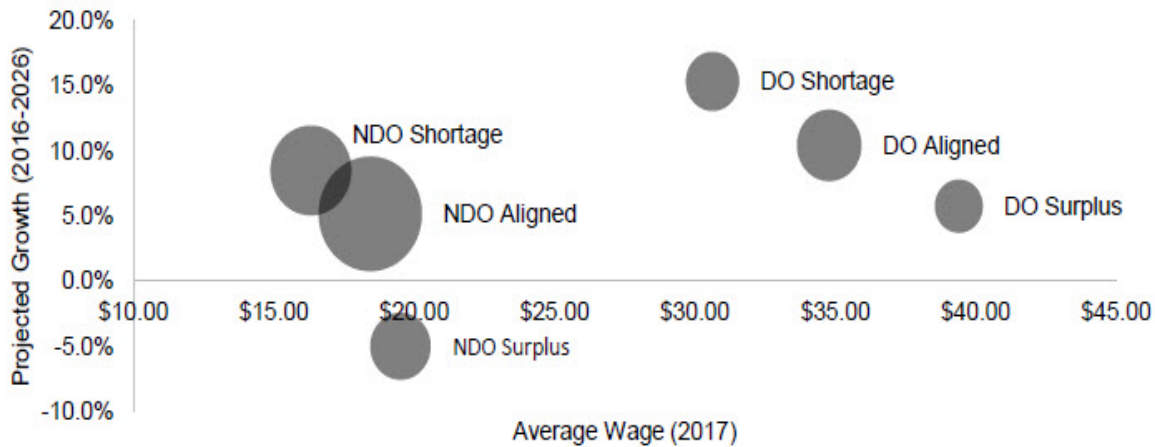 20.0%
15.0%
10.0%
5.0%
0.0%
-5.0%
-10.0%
Projected Growth (2016-2026)
DO Shortage
NDO Shortage
DO Aligned
NDO Aligned
DO Surplus
$10.00 $15.00 $20.00 $25.00 $30.00 $35.00 $40.00 $45.00
NDO Surplus
Average Wage (2017)